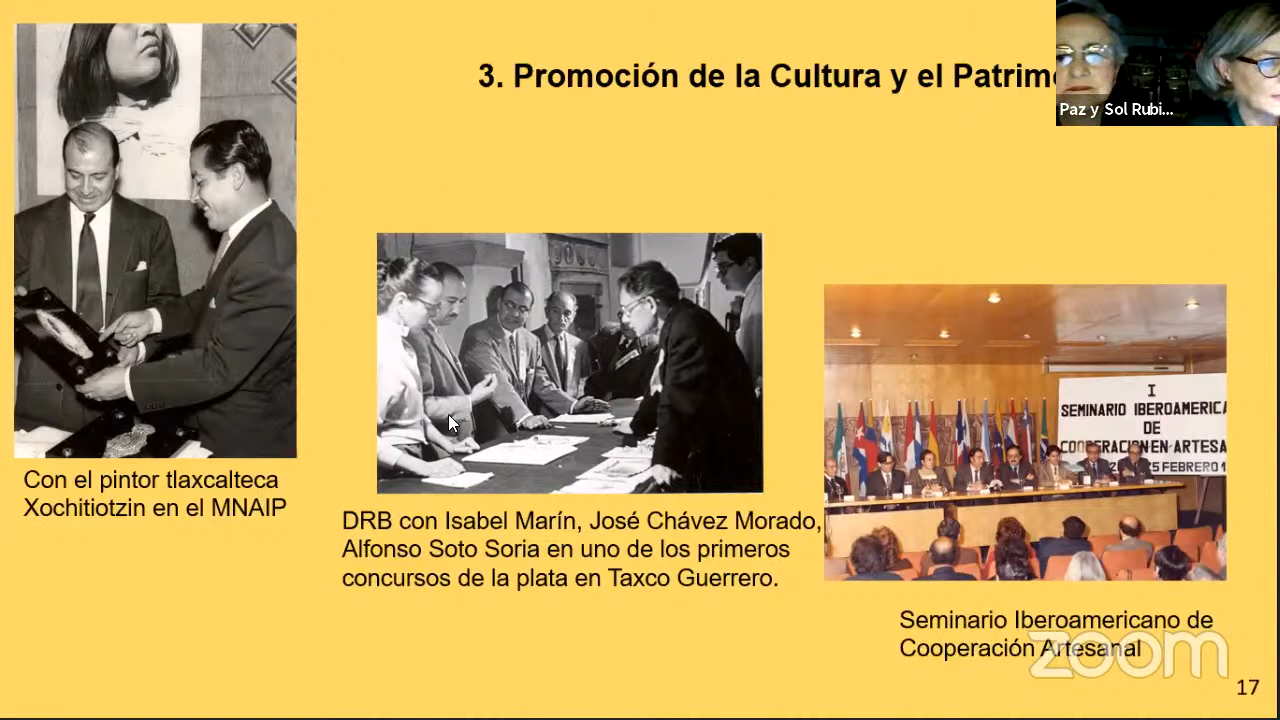 3. Promoción de la Cultura y el Patrim
Paz y Sol Rubi...
I
SEMINARIO IBEROAMERICA
DE
COOPERACION EN ARTESA
25 FEBRERO 1
Con el pintor tlaxcalteca
Xochitiotzin en el MNAIP
DRB con Isabel Marín, José Chávez Morado,
Alfonso Soto Soria en uno de los primeros
concursos de la plata en Taxco Guerrero.
Seminario Iberoamericano de
Cooperación Artesanal
zoom
17